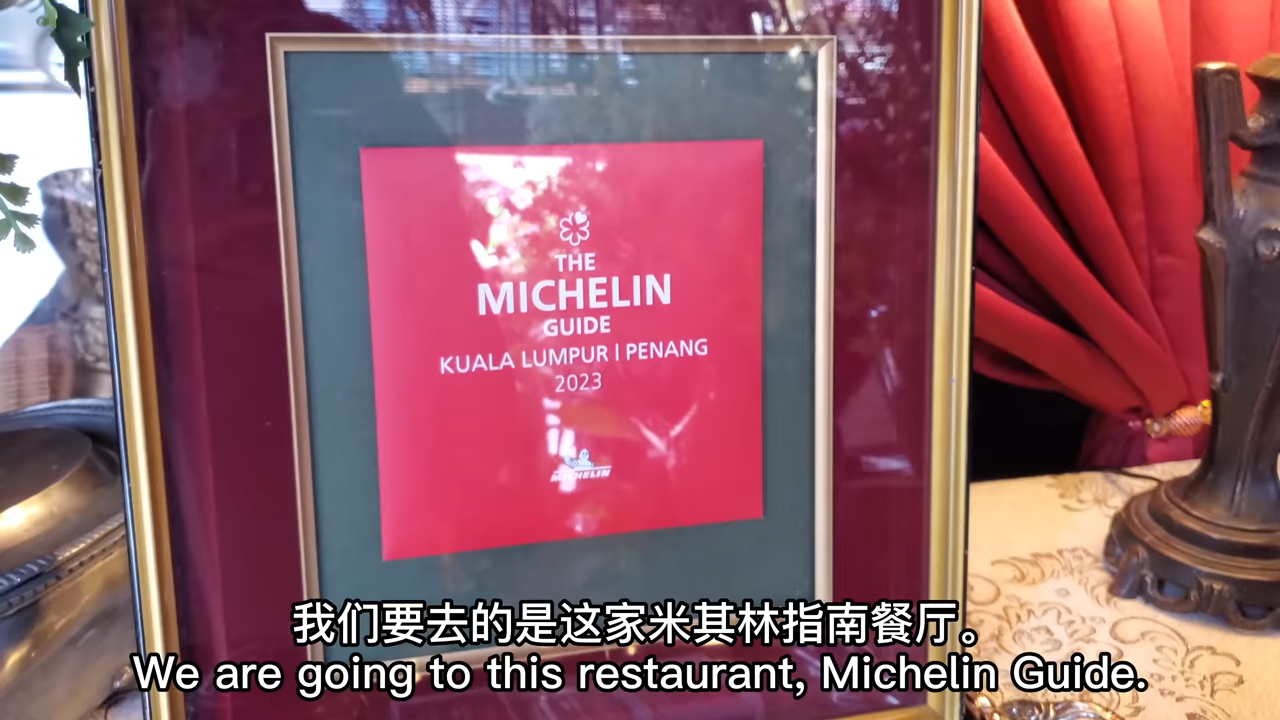 THE
MICHELIN
GUIDE
KUALA LUMPUR | PENANG
2023
MICHELIN
我们要去的是这家米其林指南餐厅。
We are going to this restaurant, Michelin Guide.